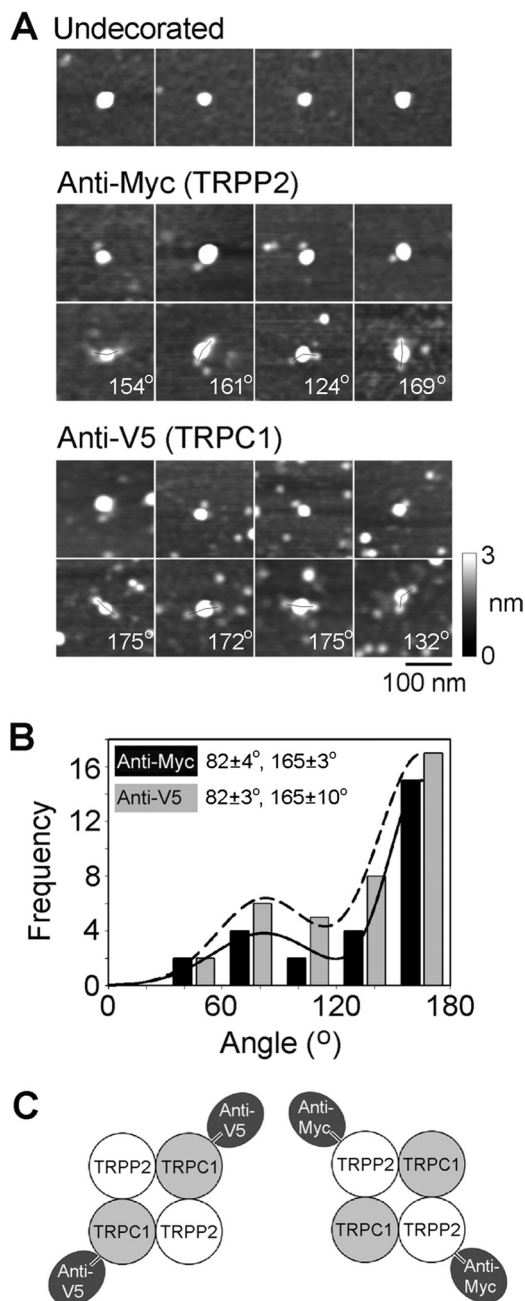 A Undecorated
Anti-Myc (TRPP2)
154° 161° 124° 169°
Anti-V5 (TRPC1)
175° 172° 175° 132°
3
nm
0
100 nm
B
Anti-Myc 82±4°, 165±3°
Anti-V5 82±3°, 165±10°
16
12
8
4
0
Frequency
0 60 120 180
Angle (°)
C
Anti-
V5
Anti-
Myc
TRPP2 TRPC1 TRPP2 TRPC1
TRPC1 TRPP2 TRPC1 TRPP2
Anti-
V5
Anti-
Myc